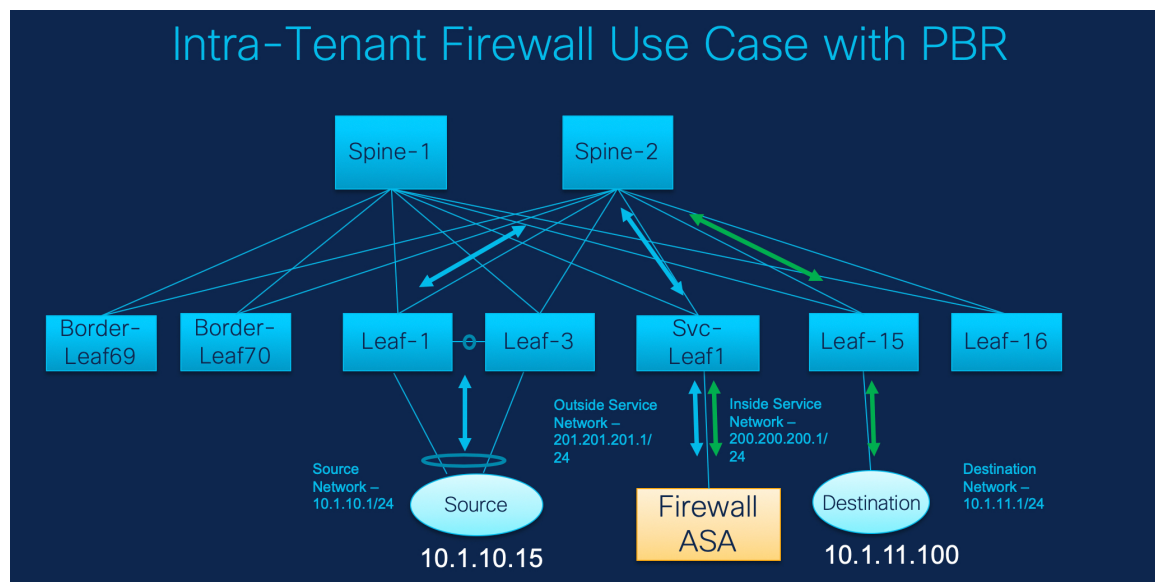 Intra-Tenant Firewall Use Case with PBR
Spine-1
Spine-2
Border-
Leaf69
Border-
Leaf70
Leaf-1
Leaf-3
Svc-
Leaf1
Leaf-15
Leaf-16
Outside Service
Network –
201.201.201.1/
24
Inside Service
Network –
200.200.200.1/
24
Source
Network –
10.1.10.1/24
Destination
Network –
10.1.11.1/24
Source
10.1.10.15
Firewall
ASA
Destination
10.1.11.100